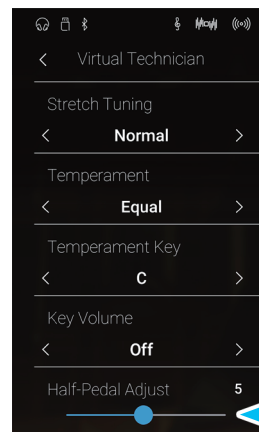 Virtual Technician
Stretch Tuning
Normal
Temperament
Equal
Temperament Key
C
Key Volume
Off
Half-Pedal Adjust 5